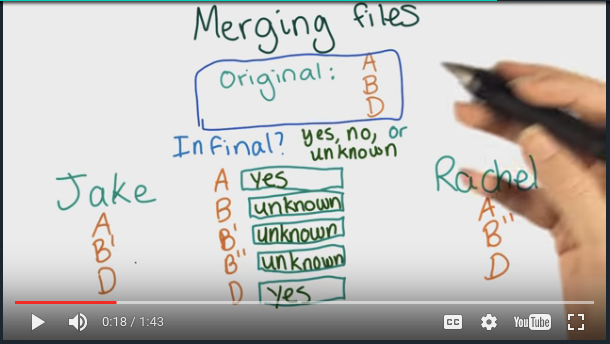 Merging files
Original: A
B
D
In final? yes, no, or
unknown
Jake
A
B'
D
A yes
B unknown
B' unknown
B'' unknown
D yes
Rachel
A
B''
D
0:18 / 1:43
CC
YouTube